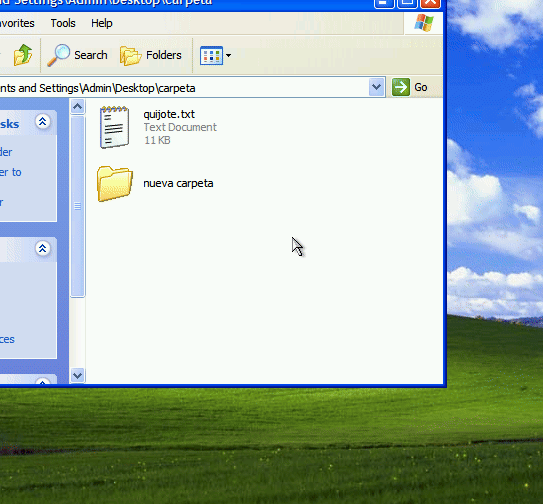 nd Settings\Admin\Desktop\carpeta
avorites Tools Help
Search Folders
nts and Settings\Admin\Desktop\carpeta Go
sks
der
er to
r
ces
quijote.txt
Text Document
11 KB
nueva carpeta